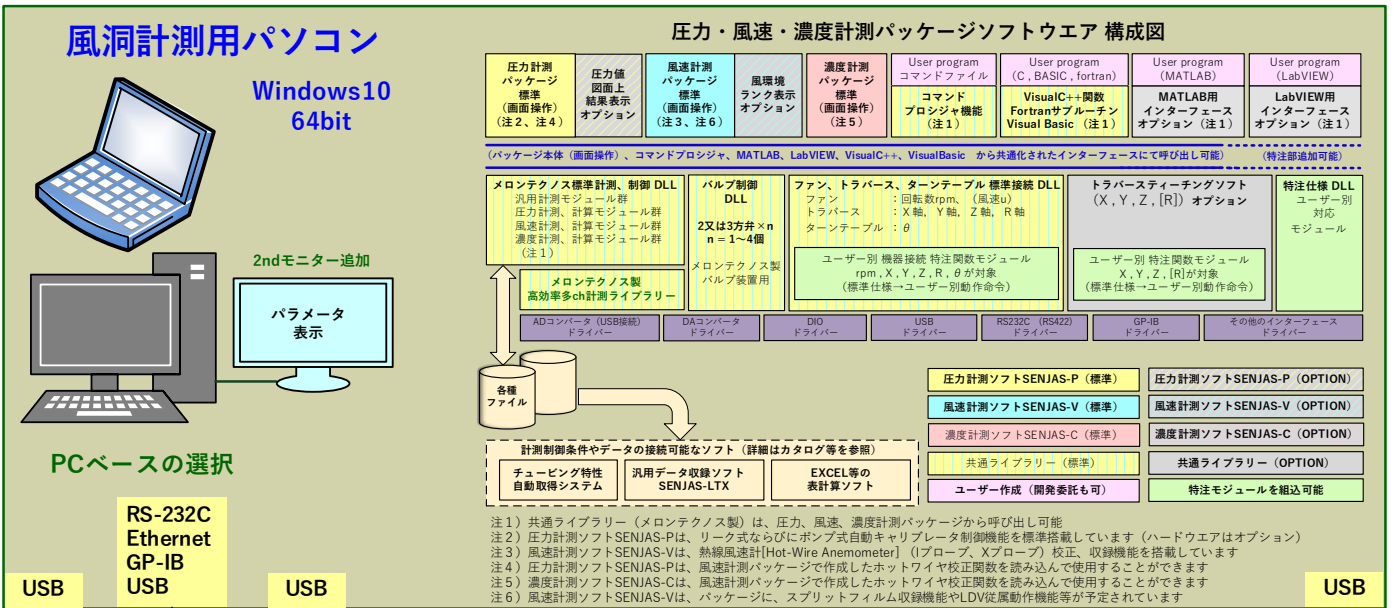 風洞計測用パソコン
Windows10
64bit
2ndモニター追加
パラメータ
表示
PCベースの選択
RS-232C
Ethernet
GP-IB
USB
USB
USB
USB
圧力・風速・濃度計測パッケージソフトウエア 構成図
圧力計測
パッケージ
標準
(画面操作)
(注２、注４)
圧力値
図面上
結果表示
オプション
風速計測
パッケージ
標準
(画面操作)
(注３、注６)
風環境
ランク表示
オプション
濃度計測
パッケージ
標準
(画面操作)
(注５)
User program
コマンドファイル
コマンド
プロシジャ機能
(注１)
User program
(C , BASIC , fortran)
VisualC++関数
Fortranサブルーチン
Visual Basic （注１）
User program
(MATLAB)
MATLAB用
インターフェース
オプション（注１）
User program
(LabVIEW)
LabVIEW用
インターフェース
オプション（注１）
(パッケージ本体（画面操作）、コマンドプロシジャ、MATLAB、LabVIEW、VisualC++、VisualBasic から共通化されたインターフェースにて呼び出し可能)
(特注部追加可能)
メロンテクノス標準計測、制御 DLL
汎用計測モジュール群
圧力計測、計算モジュール群
風速計測、計算モジュール群
濃度計測、計算モジュール群
（注１）
メロンテクノス製
高効率多ch計測ライブラリー
バルブ制御
DLL
2又は3方弁×n
n = 1〜4個
メロンテクノス製
バルブ装置用
ファン、トラバース、ターンテーブル 標準接続 DLL
ファン ：回転数rpm、（風速u）
トラバース ：X 軸, Y 軸, Z 軸, R 軸
ターンテーブル ：θ
ユーザー別 機器接続 特注関数モジュール
rpm , X , Y , Z , R , θ が対象
(標準仕様→ユーザー別動作命令)
トラバースティーチングソフト
(X , Y , Z , [R]) オプション
ユーザー別 特注関数モジュール
X , Y , Z , [R]が対象
(標準仕様→ユーザー別動作命令)
特注仕様 DLL
ユーザー別
対応
モジュール
ADコンバータ（USB接続）
ドライバー
DAコンバータ
ドライバー
DIO
ドライバー
USB
ドライバー
RS232C （RS422）
ドライバー
GP-IB
ドライバー
その他のインターフェース
ドライバー
各種
ファイル
計測制御条件やデータの接続可能なソフト（詳細はカタログ等を参照）
チュービング特性
自動取得システム
汎用データ収録ソフト
SENJAS-LTX
EXCEL等の
表計算ソフト
圧力計測ソフトSENJAS-P（標準）
圧力計測ソフトSENJAS-P（OPTION）
風速計測ソフトSENJAS-V（標準）
風速計測ソフトSENJAS-V（OPTION）
濃度計測ソフトSENJAS-C（標準）
濃度計測ソフトSENJAS-C（OPTION）
共通ライブラリー（標準）
共通ライブラリー（OPTION）
ユーザー作成（開発委託も可）
特注モジュールを組込可能
注１）共通ライブラリー（メロンテクノス製）は、圧力、風速、濃度計測パッケージから呼び出し可能
注２）圧力計測ソフトSENJAS-Pは、リーク式ならびにポンプ式自動キャリブレータ制御機能を標準搭載しています（ハードウエアはオプション）
注３）風速計測ソフトSENJAS-Vは、熱線風速計[Hot-Wire Anemometer]（Iプローブ、Xプローブ）校正、収録機能を搭載しています
注４）圧力計測ソフトSENJAS-Pは、風速計測パッケージで作成したホットワイヤ校正関数を読み込んで使用することができます
注５）濃度計測ソフトSENJAS-Cは、風速計測パッケージで作成したホットワイヤ校正関数を読み込んで使用することができます
注６）風速計測ソフトSENJAS-Vは、パッケージに、スプリットフィルム収録機能やLDV従属動作機能等が予定されています